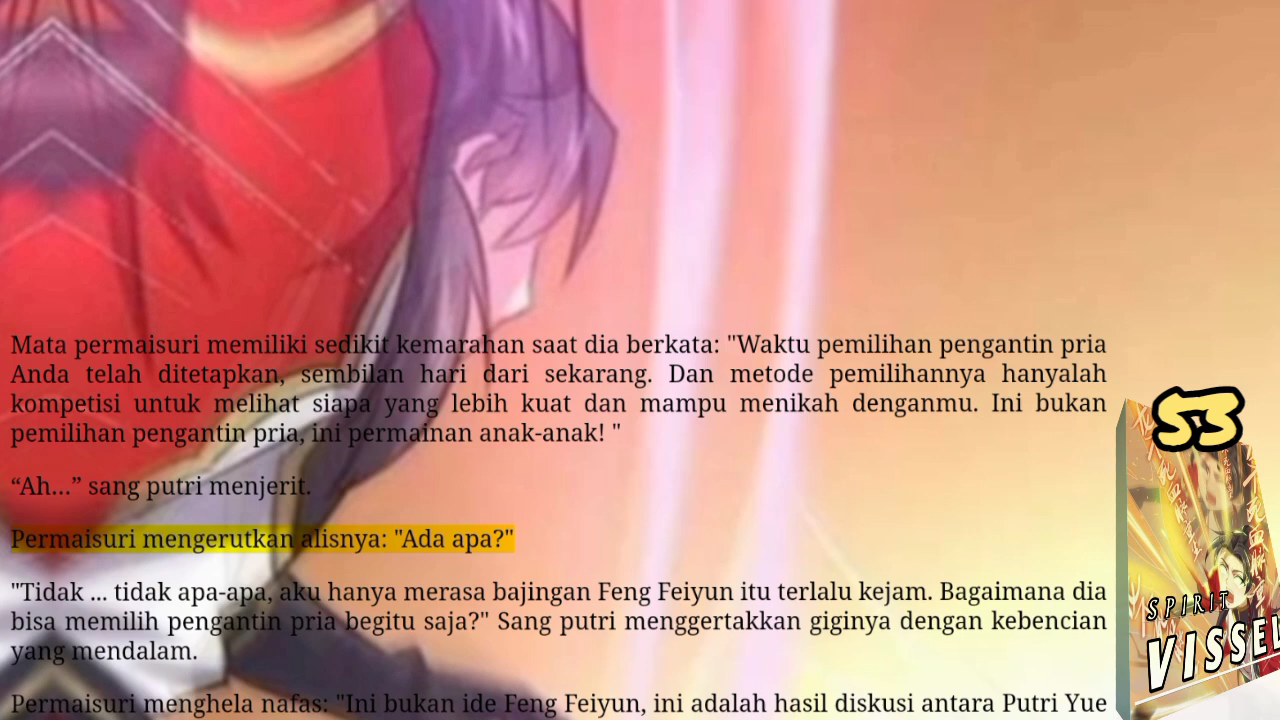 Mata permaisuri memiliki sedikit kemarahan saat dia berkata: "Waktu pemilihan pengantin pria
Anda telah ditetapkan, sembilan hari dari sekarang. Dan metode pemilihannya hanyalah
kompetisi untuk melihat siapa yang lebih kuat dan mampu menikah denganmu. Ini bukan
pemilihan pengantin pria, ini permainan anak-anak! "
“Ah...” sang putri menjerit.
Permaisuri mengerutkan alisnya: "Ada apa?"
"Tidak ... tidak apa-apa, aku hanya merasa bajingan Feng Feiyun itu terlalu kejam. Bagaimana dia
bisa memilih pengantin pria begitu saja?" Sang putri menggertakkan giginya dengan kebencian
yang mendalam.
Permaisuri menghela nafas: "Ini bukan ide Feng Feiyun, ini adalah hasil diskusi antara Putri Yue
53
SPIRIT
VISSEL